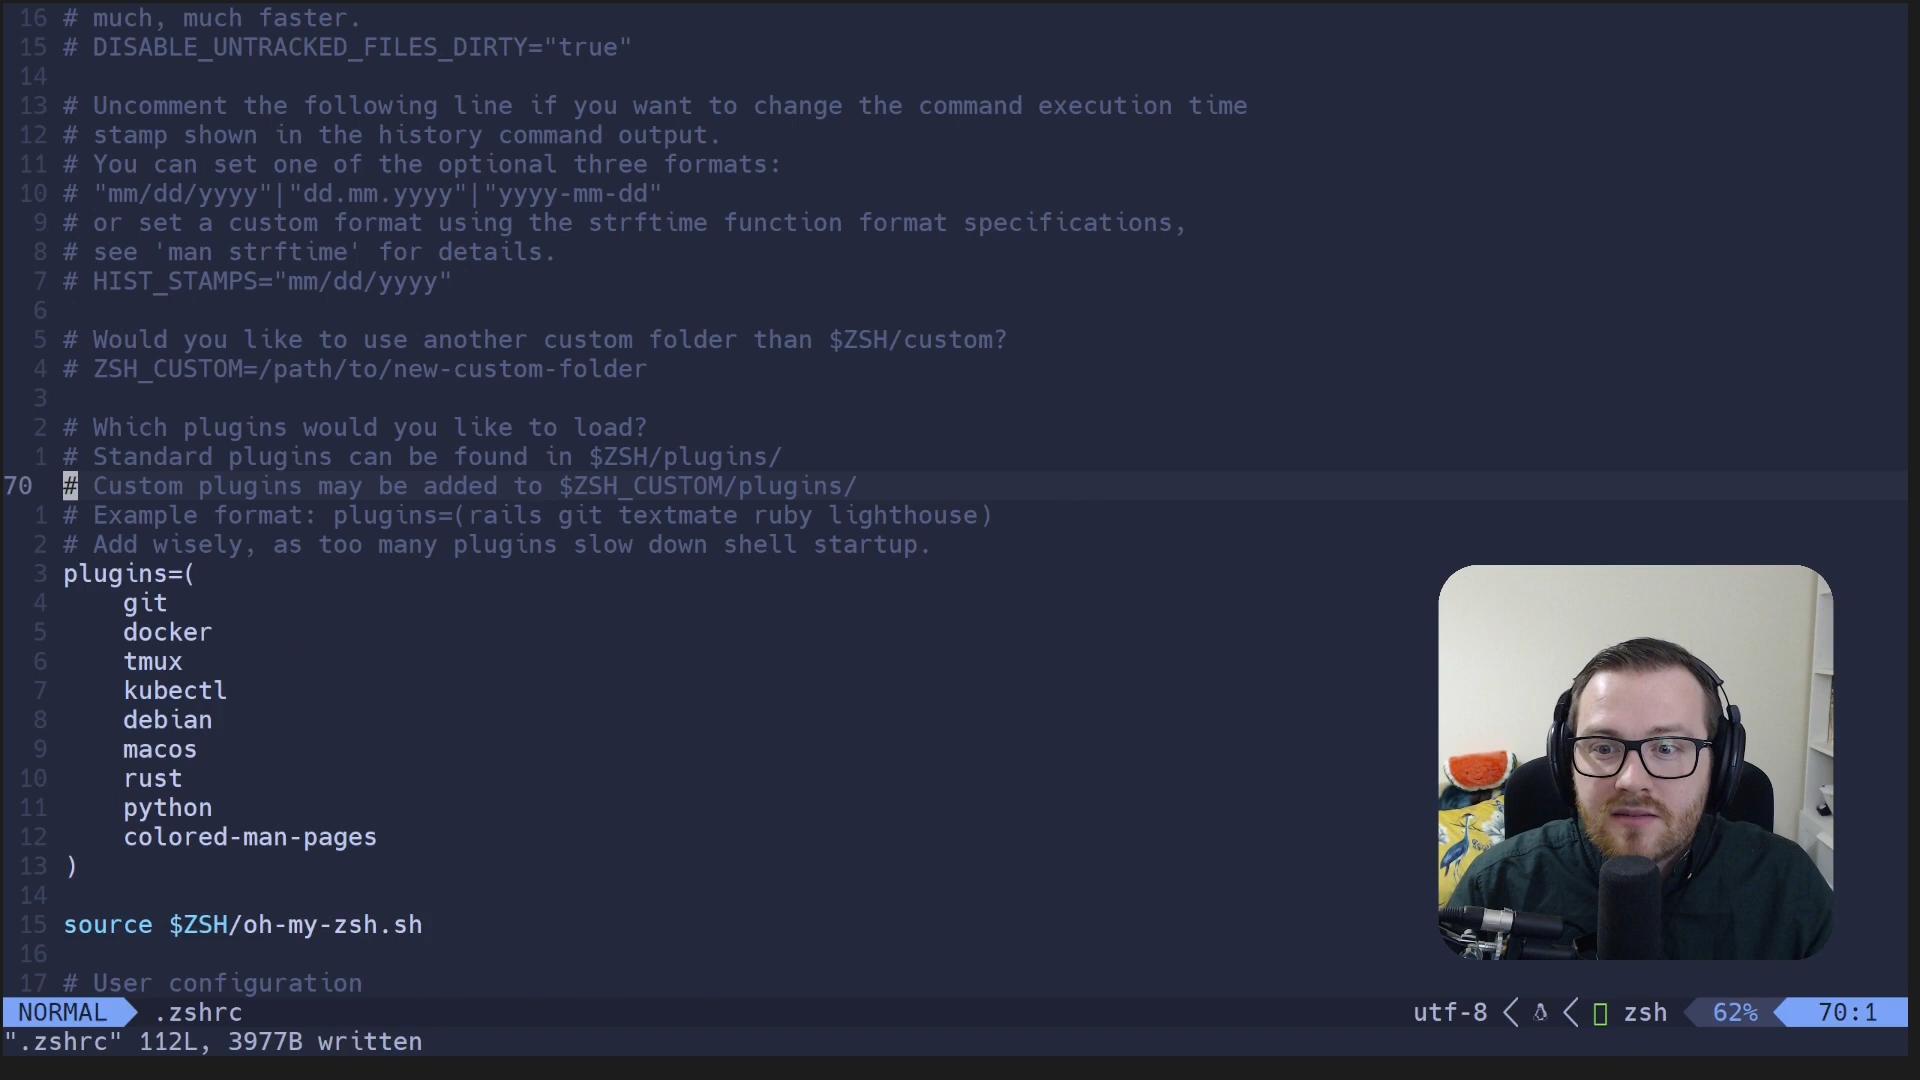 16 # much, much faster.
15 # DISABLE_UNTRACKED_FILES_DIRTY="true"
14
13 # Uncomment the following line if you want to change the command execution time
12 # stamp shown in the history command output.
11 # You can set one of the optional three formats:
10 # "mm/dd/yyyy"|"dd.mm.yyyy"|"yyyy-mm-dd"
9 # or set a custom format using the strftime function format specifications,
8 # see 'man strftime' for details.
7 # HIST_STAMPS="mm/dd/yyyy"
6
5 # Would you like to use another custom folder than $ZSH/custom?
4 # ZSH_CUSTOM=/path/to/new-custom-folder
3
2 # Which plugins would you like to load?
1 # Standard plugins can be found in $ZSH/plugins/
70 # Custom plugins may be added to $ZSH_CUSTOM/plugins/
1 # Example format: plugins=(rails git textmate ruby lighthouse)
2 # Add wisely, as too many plugins slow down shell startup.
3 plugins=(
4 git
5 docker
6 tmux
7 kubectl
8 debian
9 macos
10 rust
11 python
12 colored-man-pages
13 )
14
15 source $ZSH/oh-my-zsh.sh
16
17 # User configuration
NORMAL .zshrc utf-8 zsh 62% 70:1
".zshrc" 112L, 3977B written